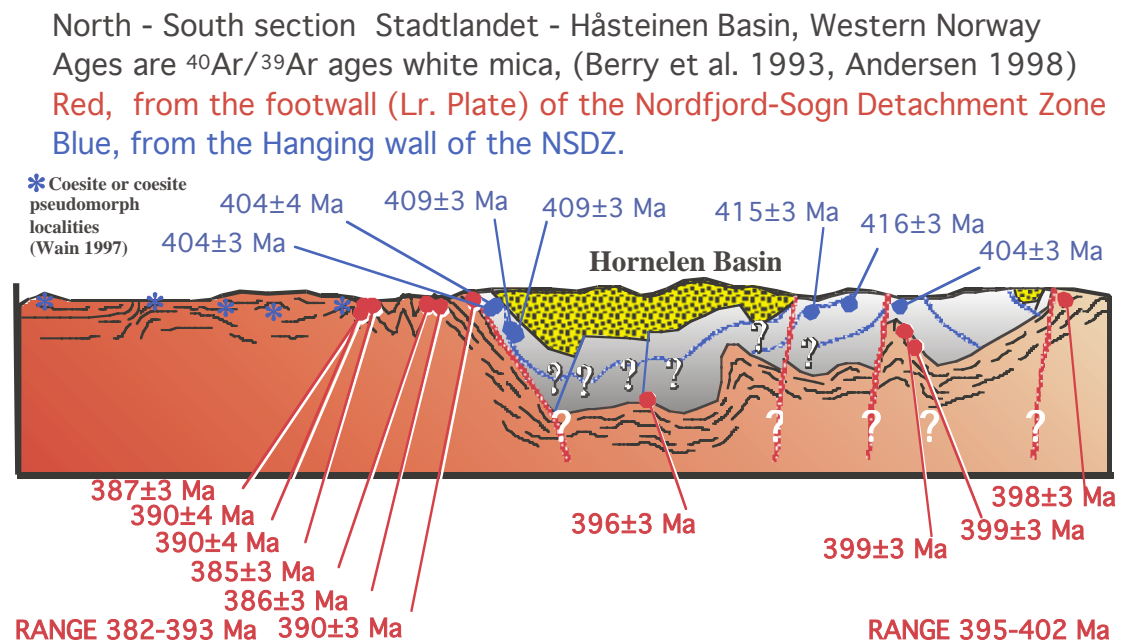 North - South section Stadtlandet - Håsteinen Basin, Western Norway
Ages are ⁴⁰Ar/³⁹Ar ages white mica, (Berry et al. 1993, Andersen 1998)
Red, from the footwall (Lr. Plate) of the Nordfjord-Sogn Detachment Zone
Blue, from the Hanging wall of the NSDZ.
* Coesite or coesite
pseudomorph
localities
(Wain 1997)
404±4 Ma
409±3 Ma
409±3 Ma
415±3 Ma
416±3 Ma
404±3 Ma
404±3 Ma
Hornelen Basin
* * * * *
? ? ? ? ? ?
? ? ? ? ?
387±3 Ma
390±4 Ma
390±4 Ma
385±3 Ma
386±3 Ma
390±3 Ma
396±3 Ma
399±3 Ma
399±3 Ma
398±3 Ma
RANGE 382-393 Ma
RANGE 395-402 Ma